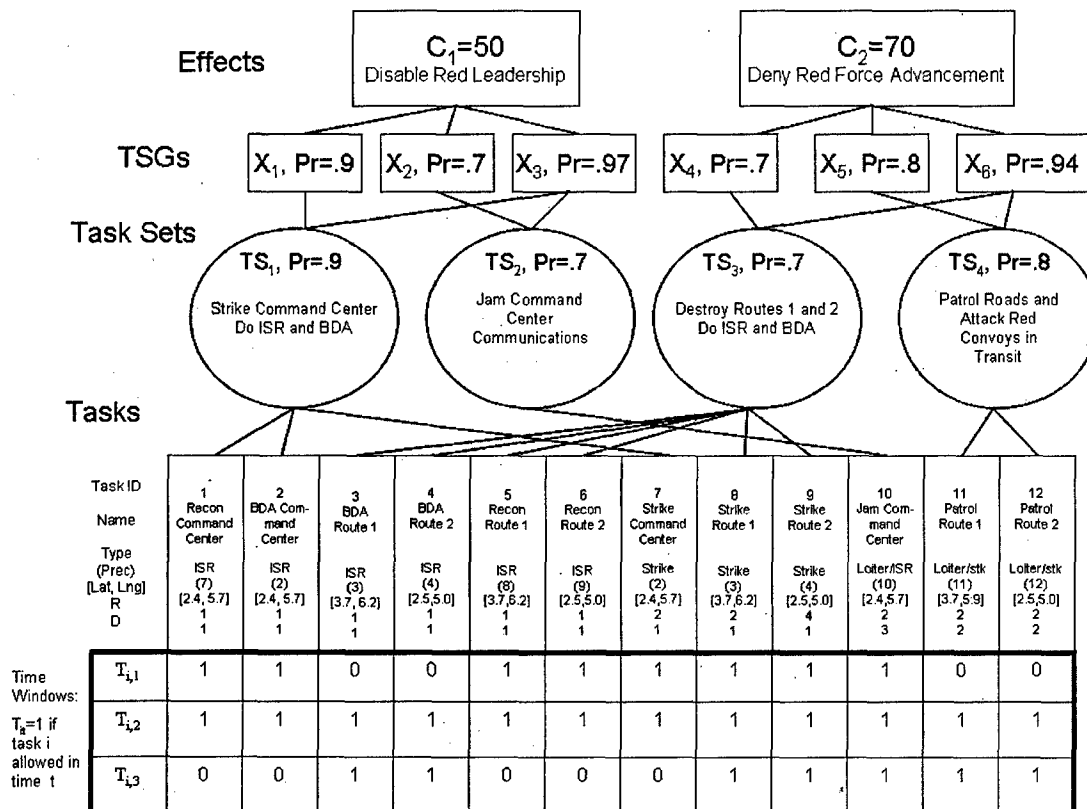 Effects
C₁=50
Disable Red Leadership
C₂=70
Deny Red Force Advancement
TSGs
X₁, Pr=.9
X₂, Pr=.7
X₃, Pr=.97
X₄, Pr=.7
X₅, Pr=.8
X₆, Pr=.94
Task Sets
TS₁, Pr=.9
Strike Command Center
Do ISR and BDA
TS₂, Pr=.7
Jam Command
Center
Communications
TS₃, Pr=.7
Destroy Routes 1 and 2
Do ISR and BDA
TS₄, Pr=.8
Patrol Roads and
Attack Red
Convoys in
Transit
Tasks
Task ID 1 2 3 4 5 6 7 8 9 10 11 12
Name
Recon
Command
Center
BDA Com-
mand
Center
BDA
Route 1
BDA
Route 2
Recon
Route 1
Recon
Route 2
Strike
Command
Center
Strike
Route 1
Strike
Route 2
Jam Com-
mand
Center
Patrol
Route 1
Patrol
Route 2
Type ISR ISR ISR ISR ISR ISR Strike Strike Strike Loiter/ISR Loiter/stk Loiter/stk
(Prec) (7) (2) (3) (4) (8) (9) (2) (3) (4) (10) (11) (12)
[Lat, Lng] [2.4, 5.7] [2.4, 5.7] [3.7, 6.2] [2.5,5.0] [3.7,6.2] [2.5,5.0] [2.4,5.7] [3.7,6.2] [2.5,5.0] [2.4,5.7] [3.7,5.9] [2.5,5.0]
R 1 1 1 1 1 1 2 2 4 2 2 2
D 1 1 1 1 1 1 1 1 1 3 2 2
Time
Windows:
Tᵢₜ=1 if
task i
allowed in
time t
Tᵢ,₁ 1 1 0 0 1 1 1 1 1 1 0 0
Tᵢ,₂ 1 1 1 1 1 1 1 1 1 1 1 1
Tᵢ,₃ 0 0 1 1 0 0 0 1 1 1 1 1